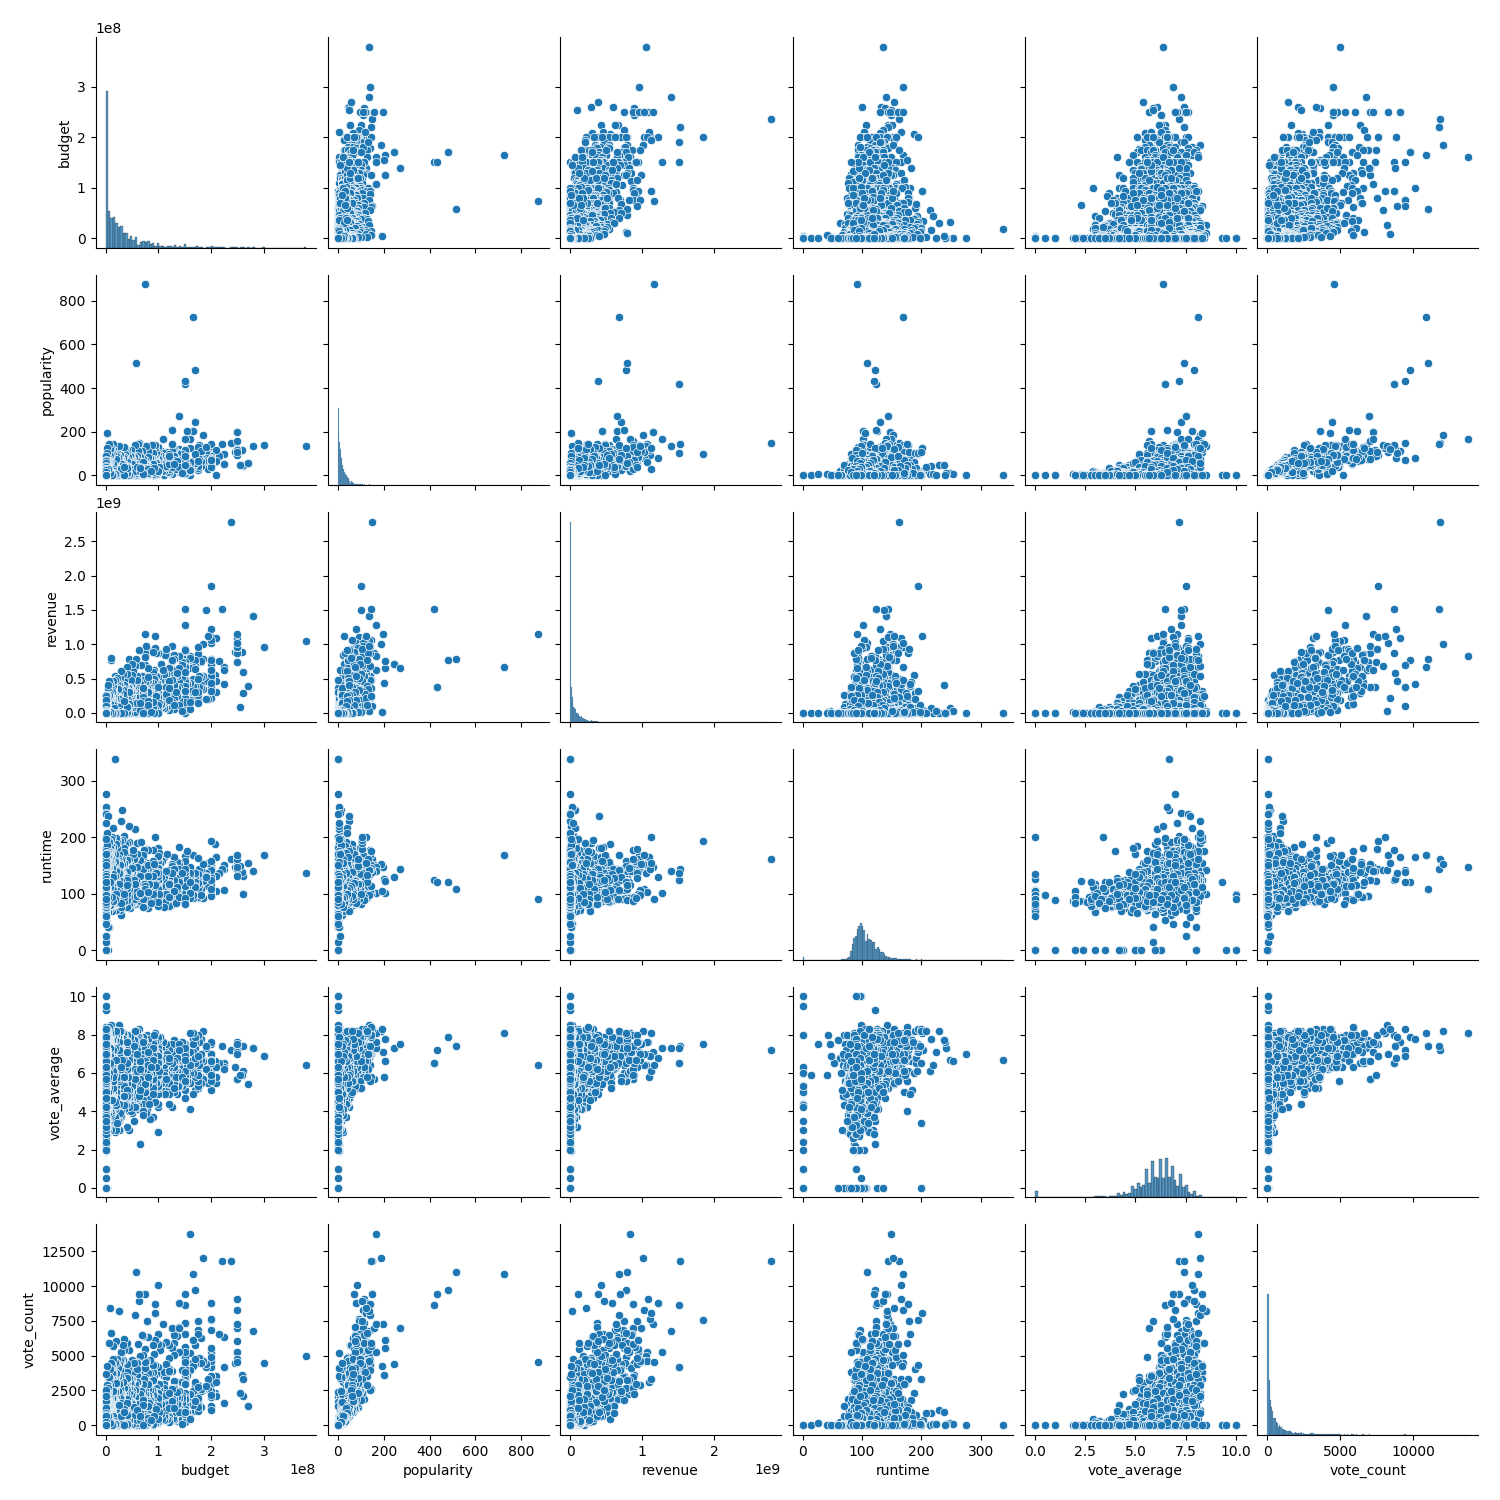 1e8
3
2
1
0
budget
800
600
400
200
0
popularity
1e9
2.5
2.0
1.5
1.0
0.5
0.0
revenue
300
200
100
0
runtime
10
8
6
4
2
0
vote_average
12500
10000
7500
5000
2500
0
vote_count
0 1 2 3 0 200 400 600 800 0 1 2 0 100 200 300 0.0 2.5 5.0 7.5 10.0 0 5000 10000
1e8 1e9
budget popularity revenue runtime vote_average vote_count